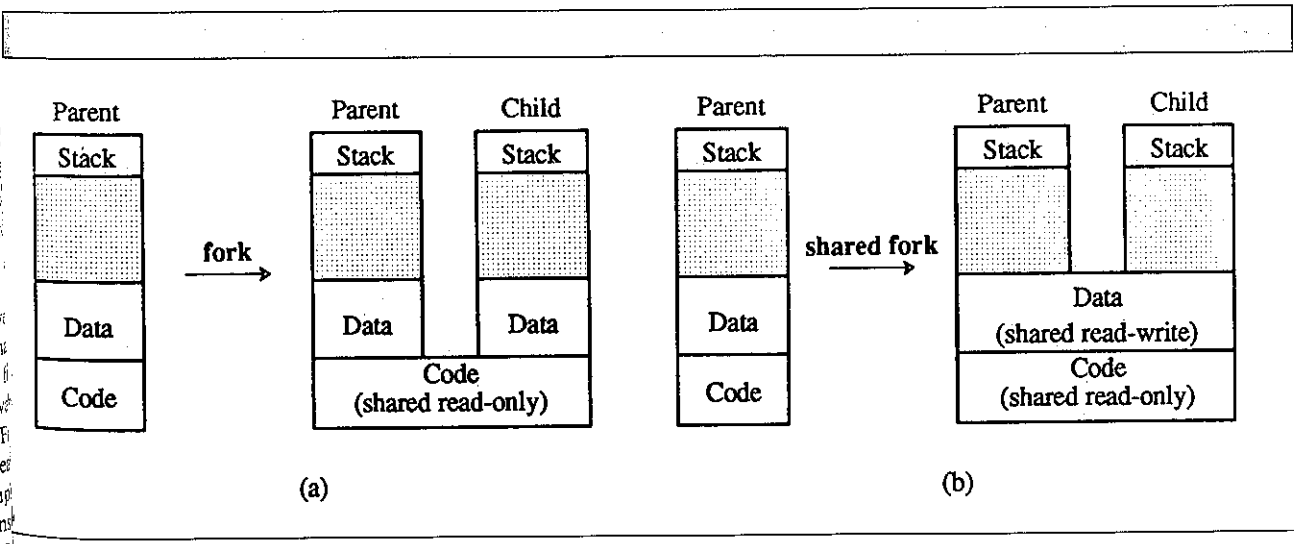 Parent
Stack
Data
Code
fork
Parent
Child
Stack
Stack
Data
Data
Code
(shared read-only)
(a)
Parent
Stack
Data
Code
shared fork
Parent
Child
Stack
Stack
Data
(shared read-write)
Code
(shared read-only)
(b)